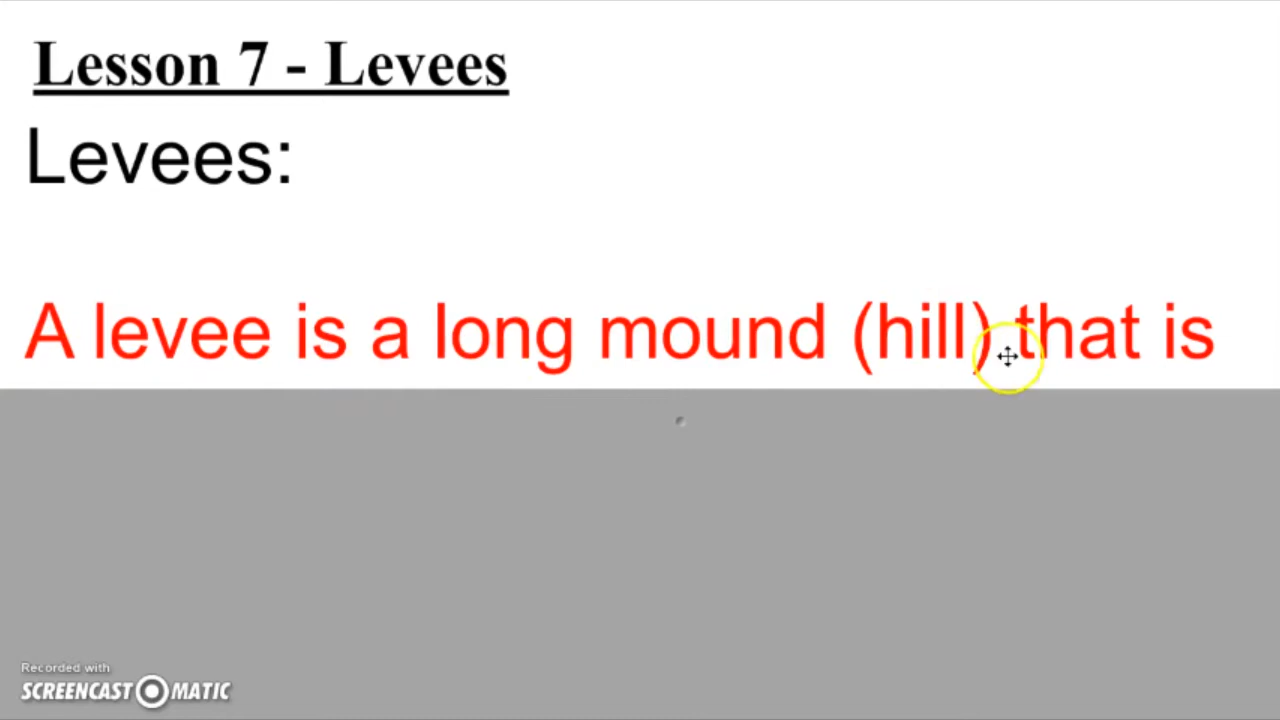 Lesson 7 - Levees
Levees:
A levee is a long mound (hill) that is
Recorded with
SCREENCAST MATIC